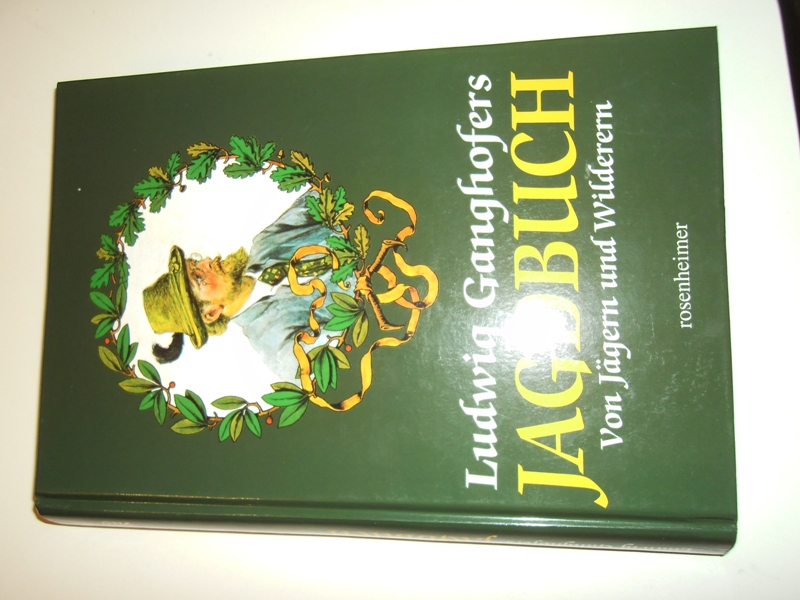 Ludwig Ganghofers
JAGDBUCH
Von Jägern und Wilderern
rosenheimer